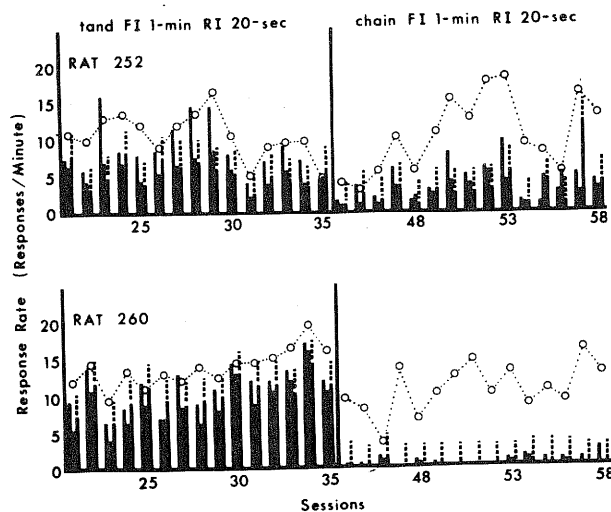 tand FI 1-min RI 20-sec chain FI 1-min RI 20-sec
RAT 252
20
15
10
5
0
25 30 35 48 53 58
RAT 260
20
15
10
5
0
25 30 35 48 53 58
Sessions
Response Rate (Responses/Minute)